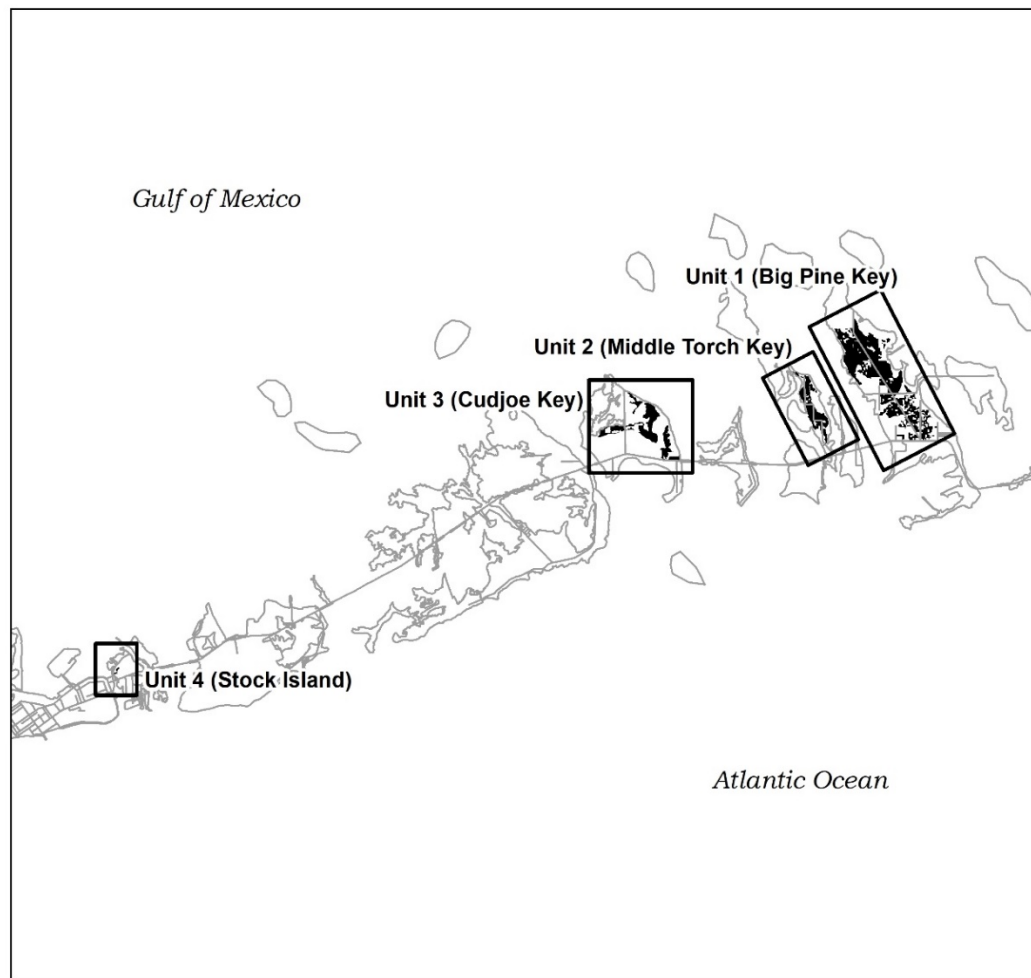 Gulf of Mexico
Unit 1 (Big Pine Key)
Unit 2 (Middle Torch Key)
Unit 3 (Cudjoe Key)
Unit 4 (Stock Island)
Atlantic Ocean